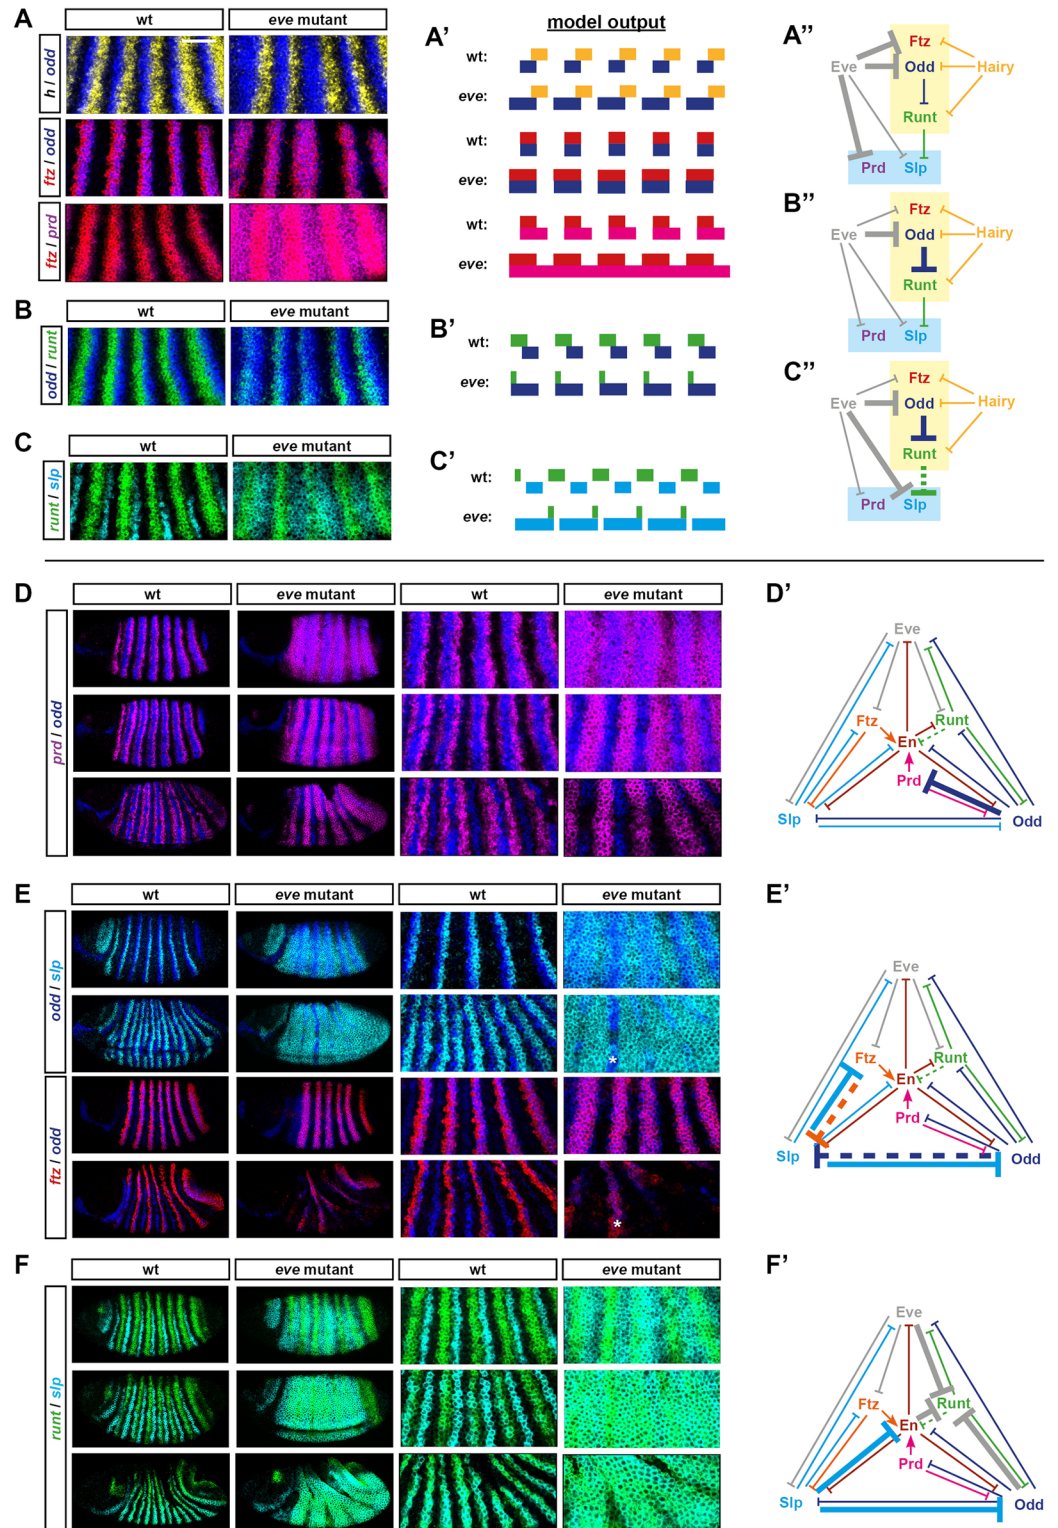 A
wt
eve mutant
h / odd
ftz / odd
ftz / prd
model output
A'
wt:
eve:
wt:
eve:
wt:
eve:
A''
Ftz
Eve
Odd
Hairy
Runt
Prd
Slp
B
wt
eve mutant
odd / runt
B'
wt:
eve:
B''
Ftz
Eve
Odd
Hairy
Runt
Prd
Slp
C
wt
eve mutant
runt / slp
C'
wt:
eve:
C''
Ftz
Eve
Odd
Hairy
Runt
Prd
Slp
D
wt
eve mutant
wt
eve mutant
prd / odd
D'
Eve
Ftz
Runt
En
Prd
Slp
Odd
E
wt
eve mutant
wt
eve mutant
odd / slp
*
ftz / odd
*
E'
Eve
Ftz
Runt
En
Prd
Slp
Odd
F
wt
eve mutant
wt
eve mutant
runt / slp
F'
Eve
Ftz
Runt
En
Prd
Slp
Odd